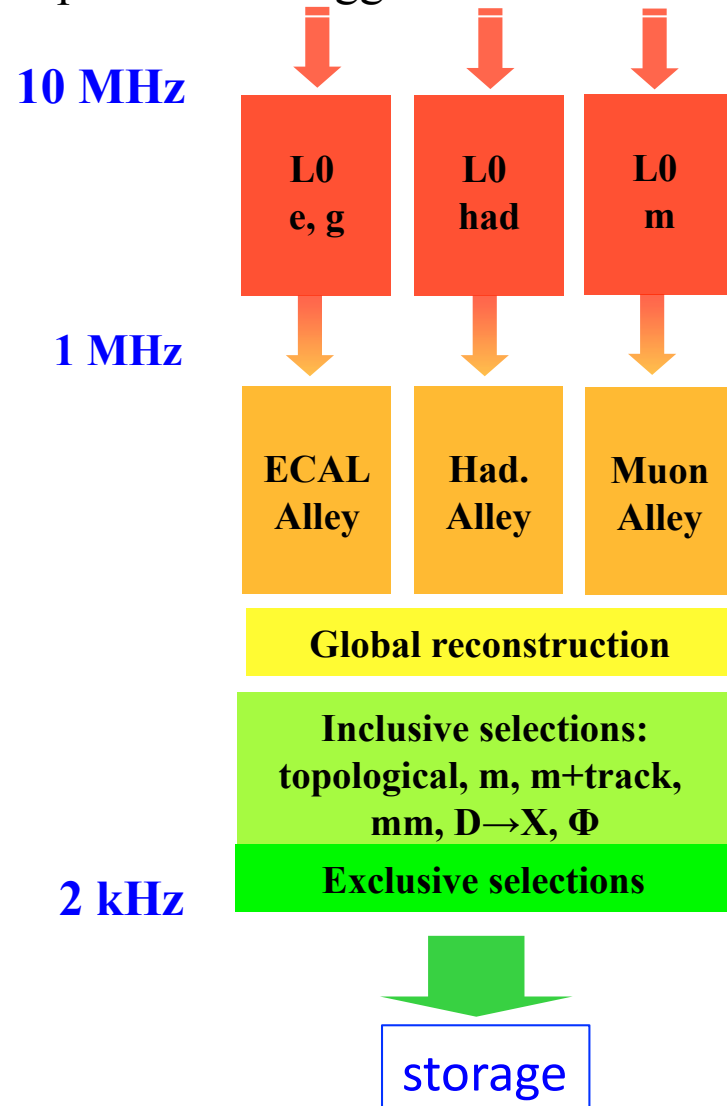 10 MHz
L0
e, g
L0
had
L0
m
1 MHz
ECAL
Alley
Had.
Alley
Muon
Alley
Global reconstruction
Inclusive selections:
topological, m, m+track,
mm, D→X, Φ
Exclusive selections
2 kHz
storage